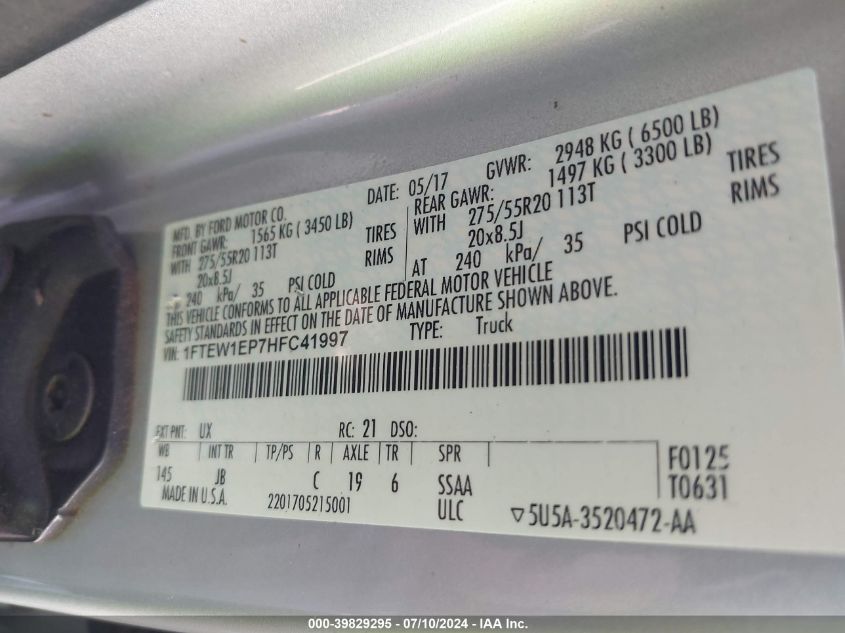 MFD. BY FORD MOTOR CO.
DATE: 05/17 GVWR: 2948 KG ( 6500 LB)
FRONT GAWR: 1565 KG ( 3450 LB)
REAR GAWR: 1497 KG ( 3300 LB)
WITH 275/55R20 113T TIRES
WITH 275/55R20 113T TIRES
20x8.5J RIMS
20x8.5J RIMS
240 kPa/ 35 PSI COLD
AT 240 kPa/ 35 PSI COLD
THIS VEHICLE CONFORMS TO ALL APPLICABLE FEDERAL MOTOR VEHICLE
SAFETY STANDARDS IN EFFECT ON THE DATE OF MANUFACTURE SHOWN ABOVE.
VIN: 1FTEW1EP7HFC41997 TYPE: Truck
EXT PNT: UX RC: 21 DSO:
WB INT TR TP/PS R AXLE TR SPR
145 JB C 19 6 SSAA
F0125
T0631
MADE IN U.S.A. 2201705215001 ULC ▽5U5A-3520472-AA
000-39829295 - 07/10/2024 - IAA Inc.